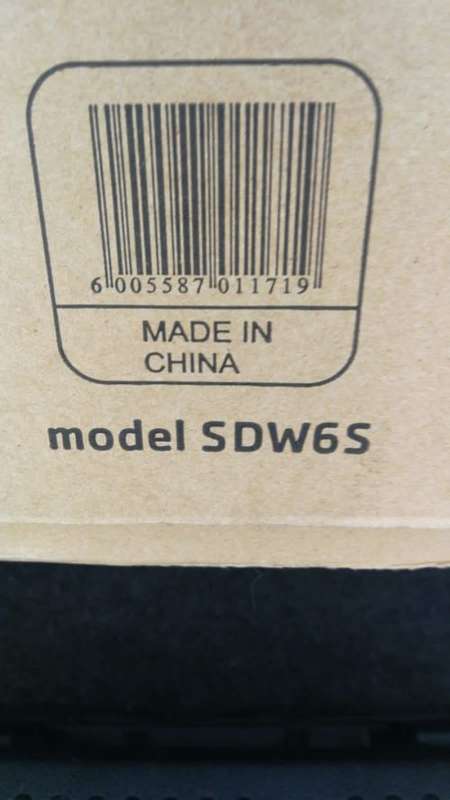 6 005587 011719
MADE IN
CHINA
model SDW6S